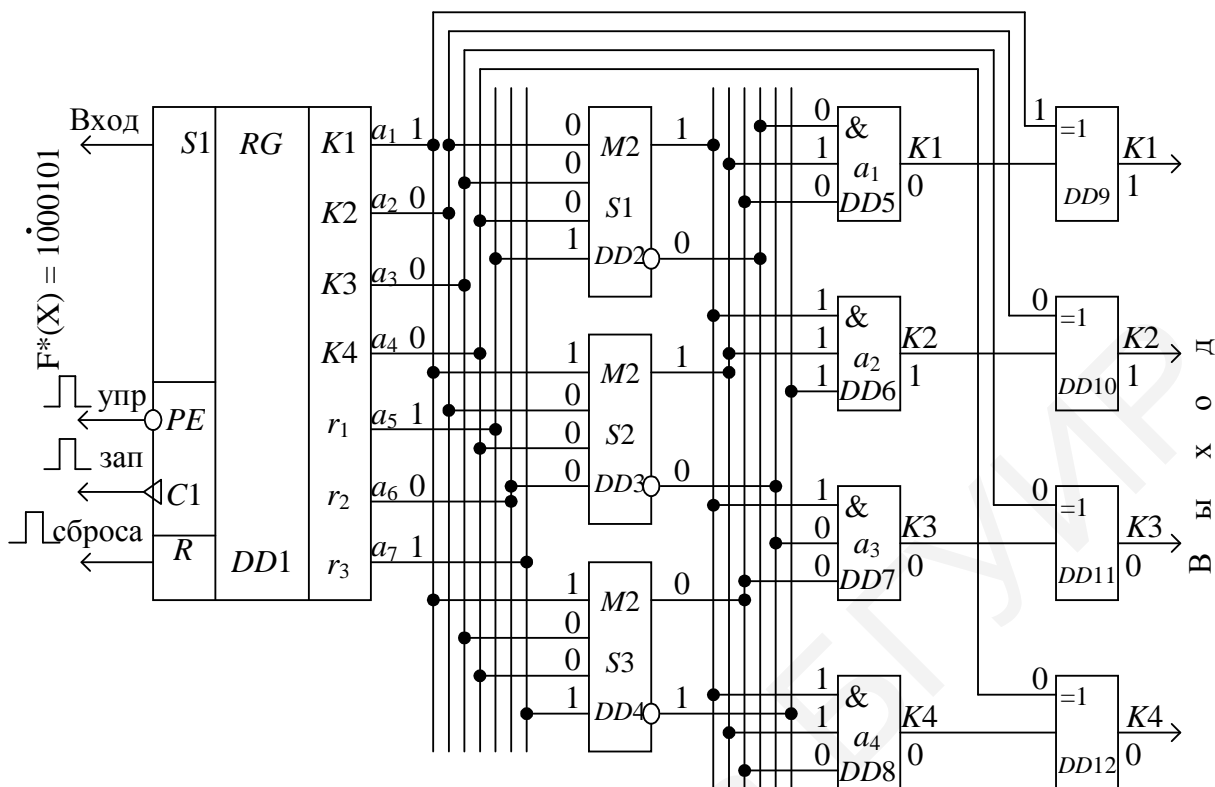 Вход
F*(X) = 1̇000101
упр
зап
сброса
S1 RG K1
K2
K3
K4
PE r1
C1 r2
R DD1 r3
a1 1
a2 0
a3 0
a4 0
a5 1
a6 0
a7 1
0 M2 1
0
0 S1
1 DD2 0
1 M2 1
0
0 S2
0 DD3 0
1 M2 0
0
0 S3
1 DD4 1
0 &
1 a1 K1
0 DD5 0
1 &
1 a2 K2
1 DD6 1
1 &
0 a3 K3
0 DD7 0
1 &
1 a4 K4
0 DD8 0
1 =1 K1
DD9 1
0 =1 K2
DD10 1
0 =1 K3
DD11 0
0 =1 K4
DD12 0
Выход
БГУИР